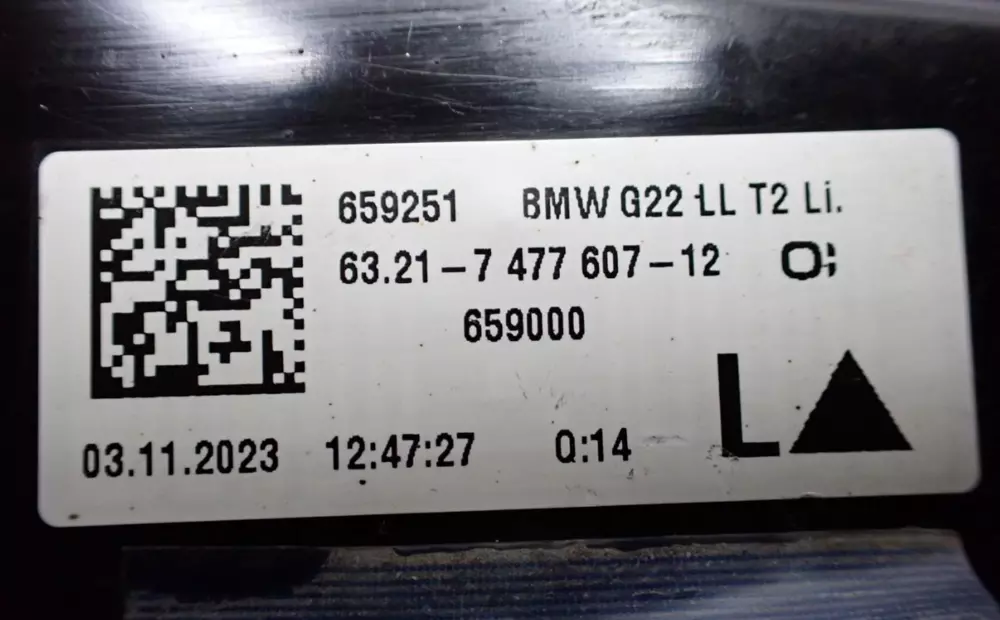 659251 BMW G22 LL T2 Li.
63.21-7 477 607-12
659000
L
03.11.2023 12:47:27 Q:14